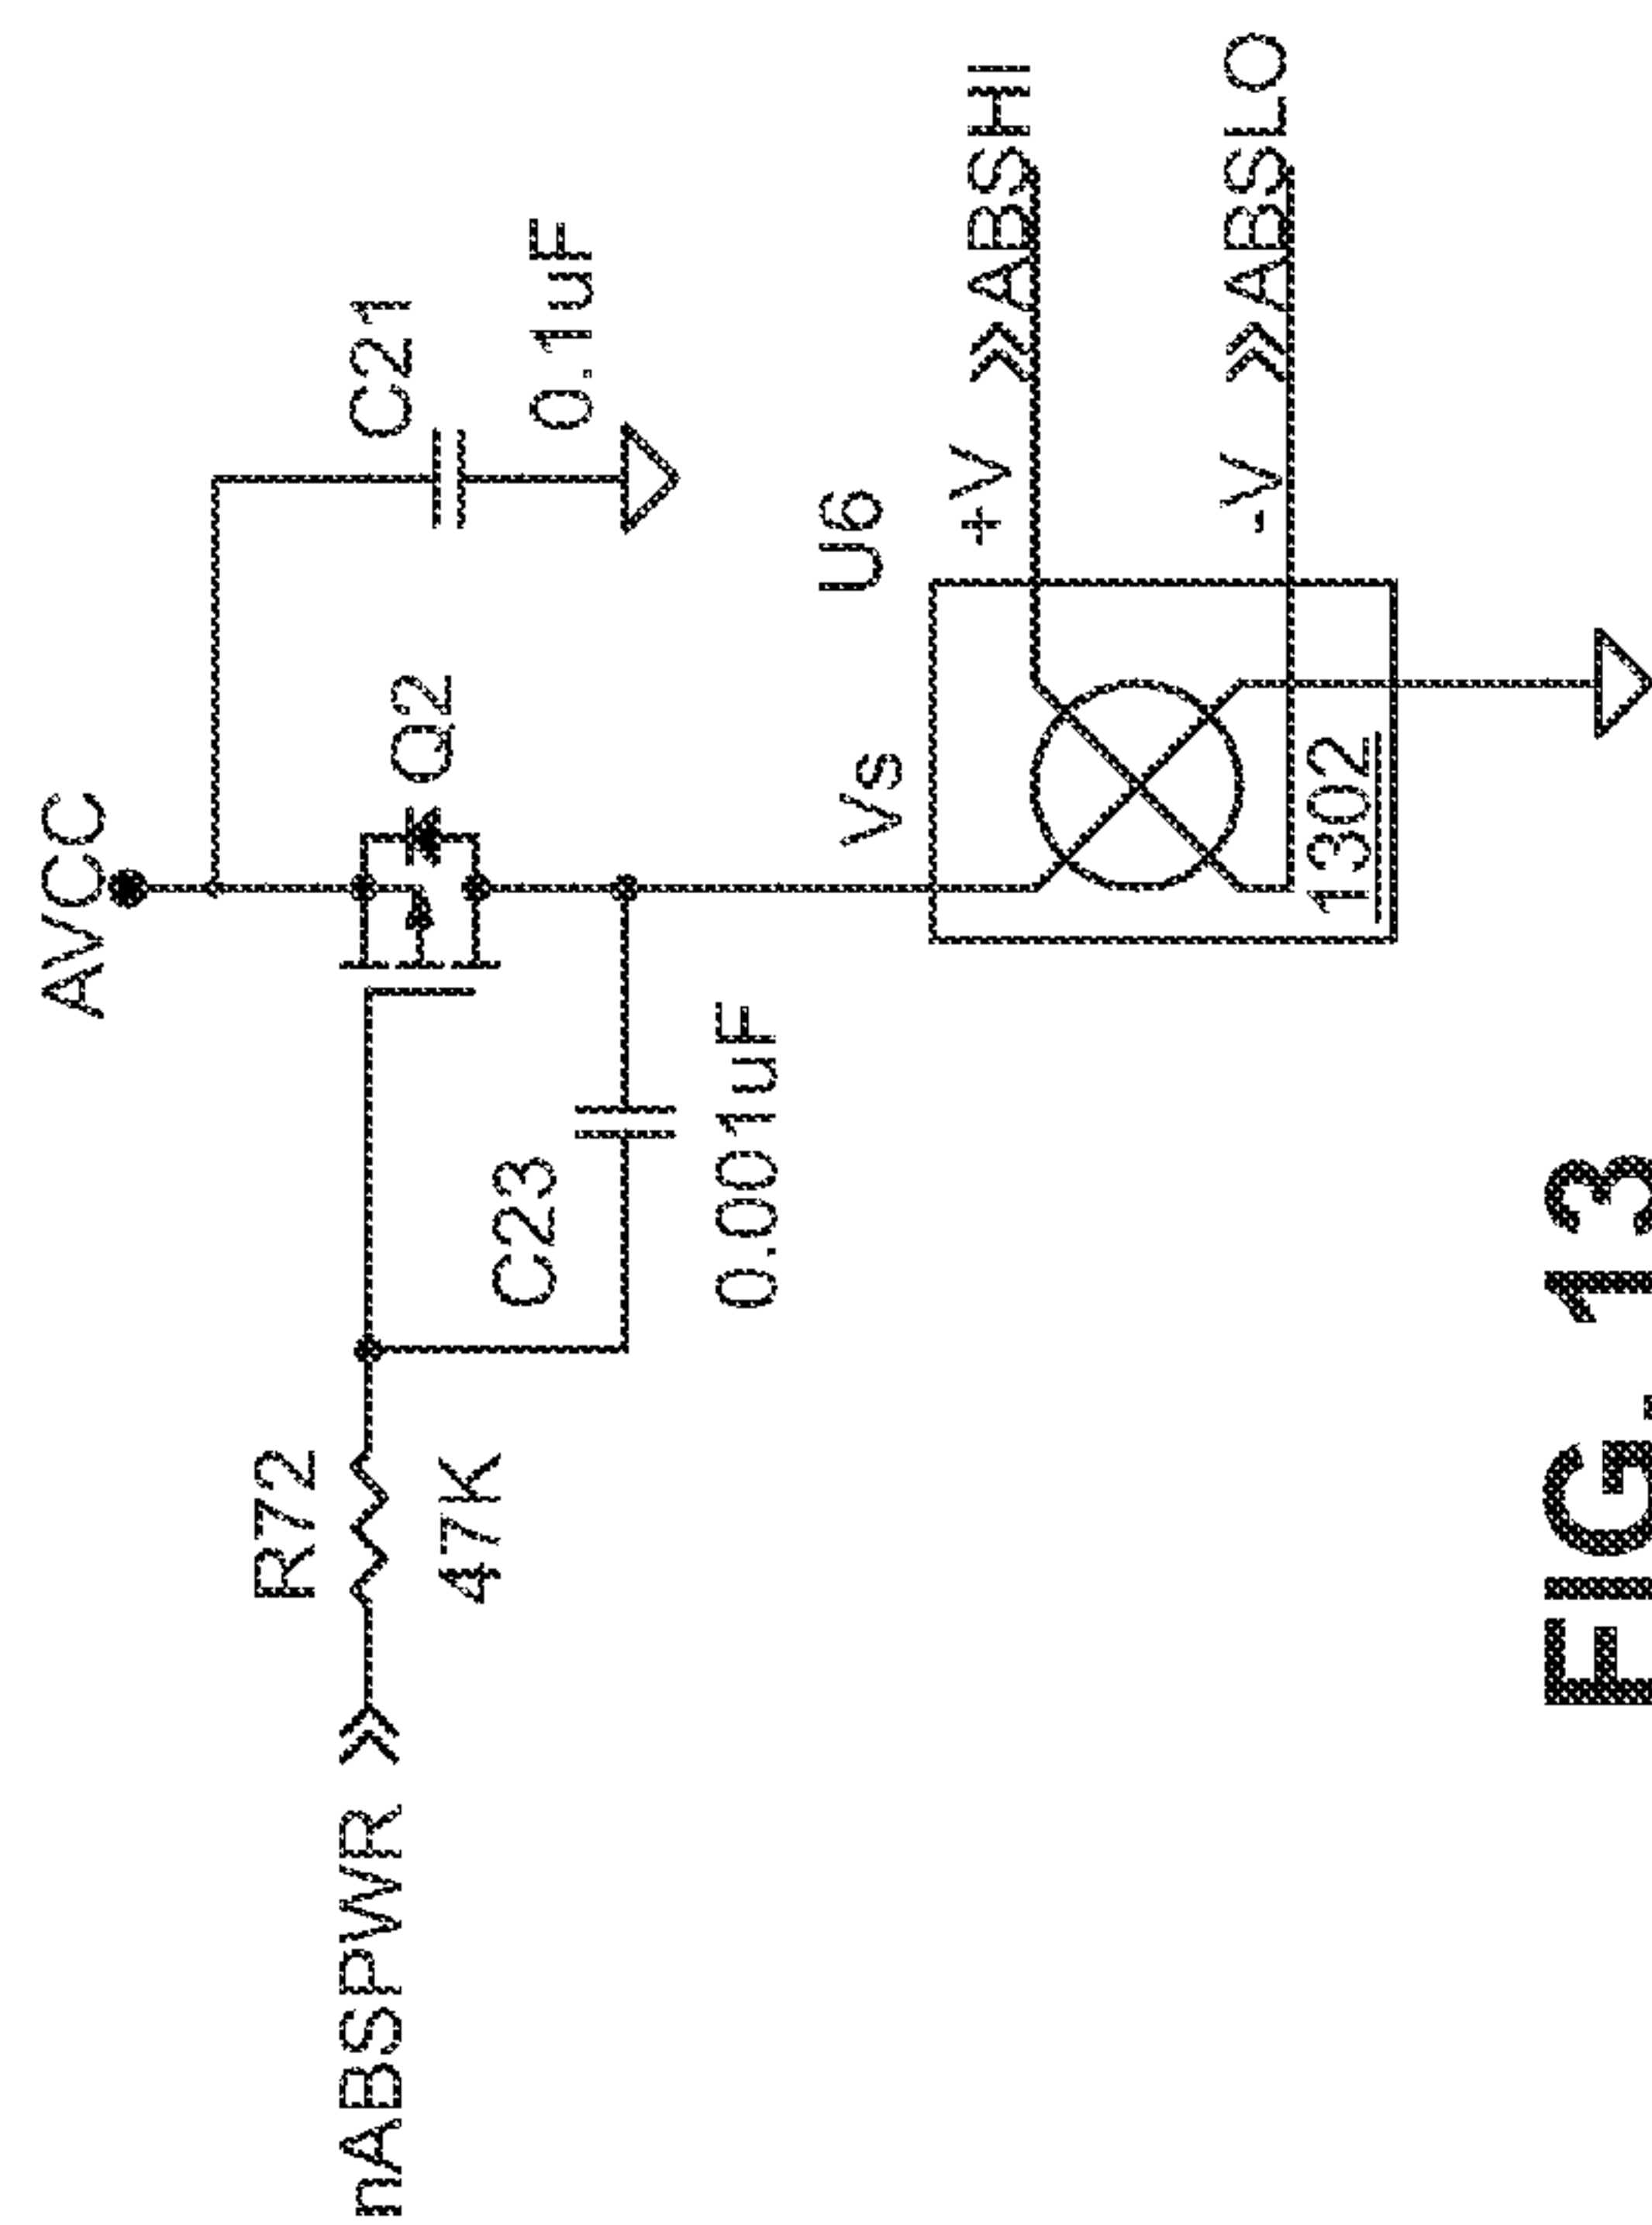 AVCC
C21
0.1uF
Q2
R72
47K
nABSPWR
C23
0.001uF
U6
Vs
+V
ABSHI
-V
ABSLO
1302
FIG. 13